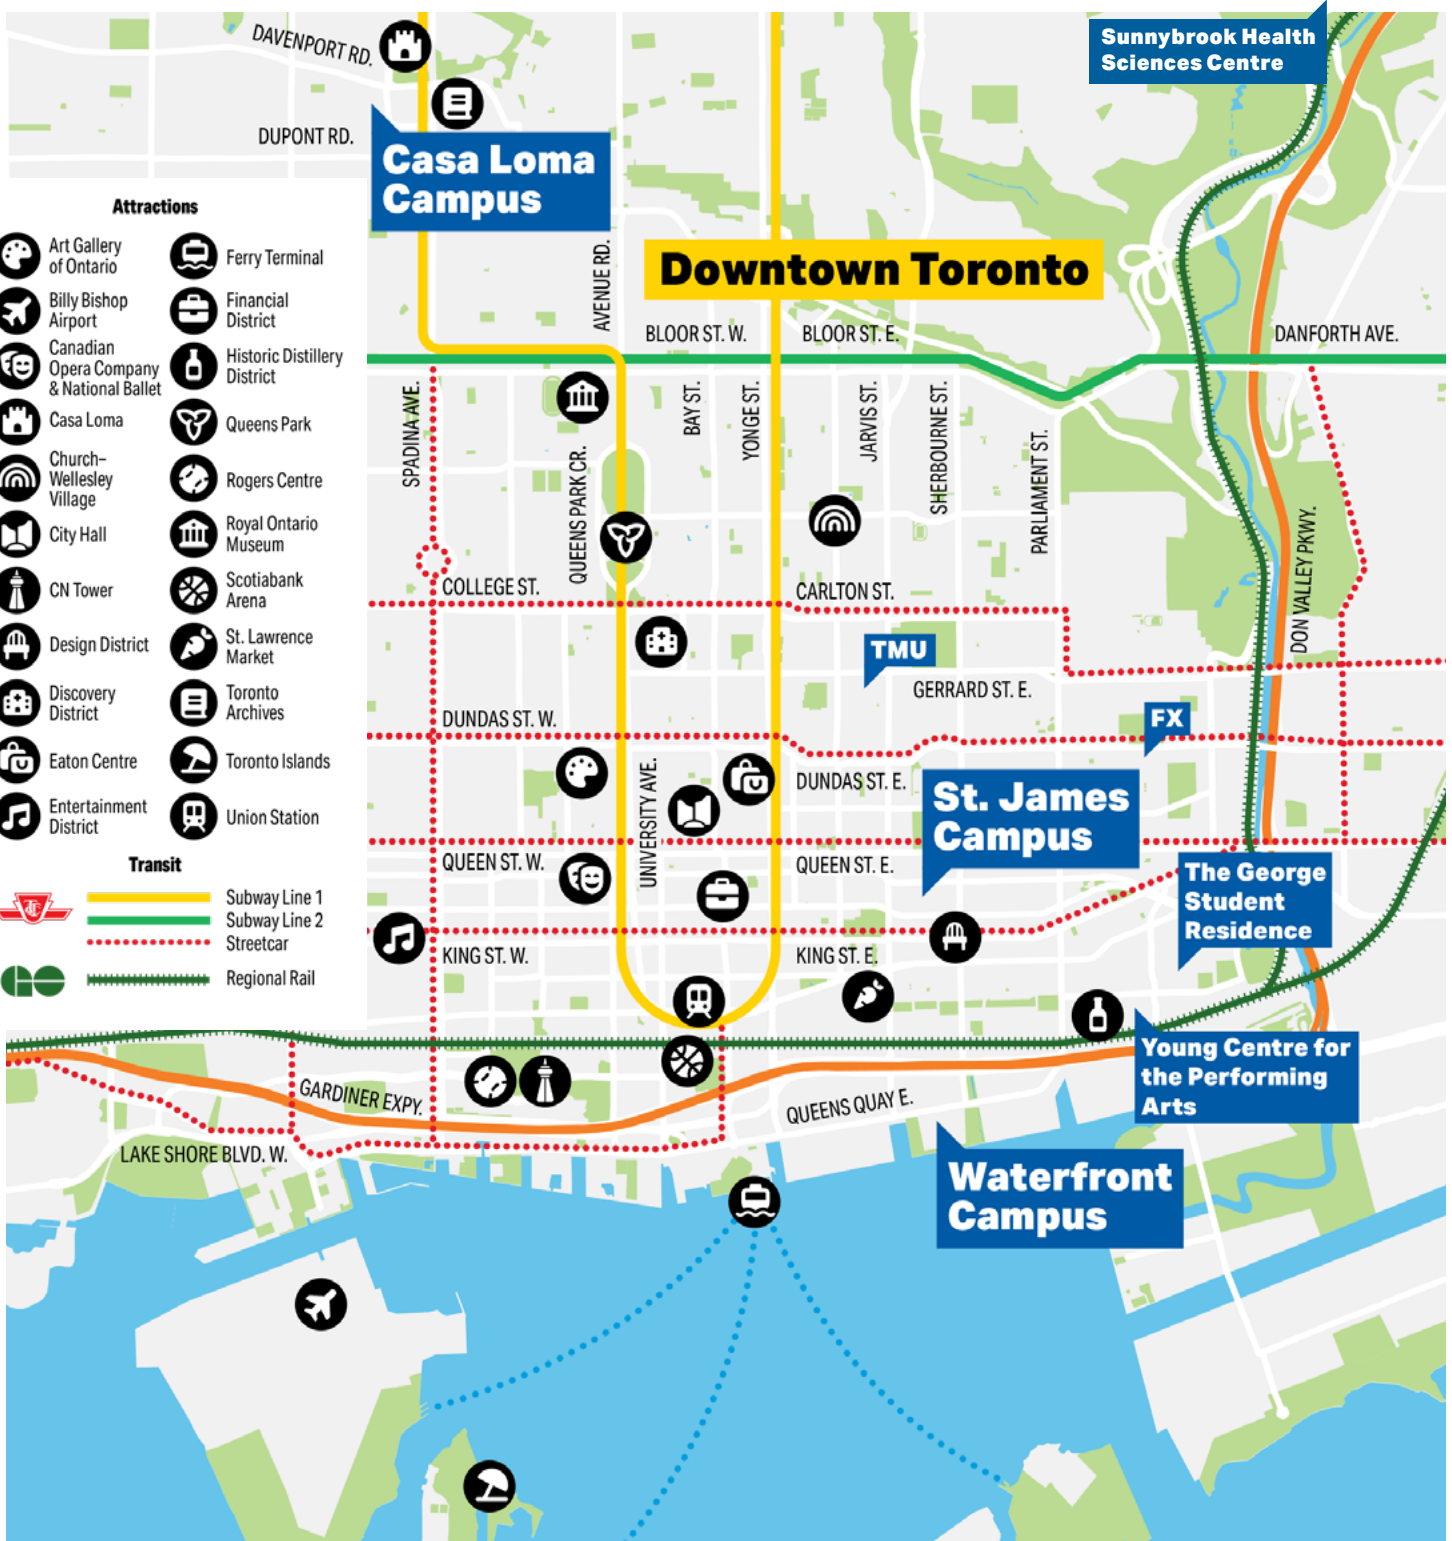 Sunnybrook Health
Sciences Centre
DAVENPORT RD.
DUPONT RD.
Casa Loma
Campus
Attractions
Art Gallery
of Ontario
Billy Bishop
Airport
Canadian
Opera Company
& National Ballet
Casa Loma
Church–
Wellesley
Village
City Hall
CN Tower
Design District
Discovery
District
Eaton Centre
Entertainment
District
Ferry Terminal
Financial
District
Historic Distillery
District
Queens Park
Rogers Centre
Royal Ontario
Museum
Scotiabank
Arena
St. Lawrence
Market
Toronto
Archives
Toronto Islands
Union Station
Transit
TTC
Subway Line 1
Subway Line 2
Streetcar
GO
Regional Rail
Downtown Toronto
AVENUE RD.
BLOOR ST. W.
BLOOR ST. E.
DANFORTH AVE.
SPADINA AVE.
BAY ST.
YONGE ST.
JARVIS ST.
SHERBOURNE ST.
PARLIAMENT ST.
QUEENS PARK CR.
DON VALLEY PKWY.
COLLEGE ST.
CARLTON ST.
TMU
GERRARD ST. E.
DUNDAS ST. W.
FX
UNIVERSITY AVE.
DUNDAS ST. E.
St. James
Campus
QUEEN ST. W.
QUEEN ST. E.
The George
Student
Residence
KING ST. W.
KING ST. E.
Young Centre for
the Performing
Arts
GARDINER EXPY.
QUEENS QUAY E.
LAKE SHORE BLVD. W.
Waterfront
Campus